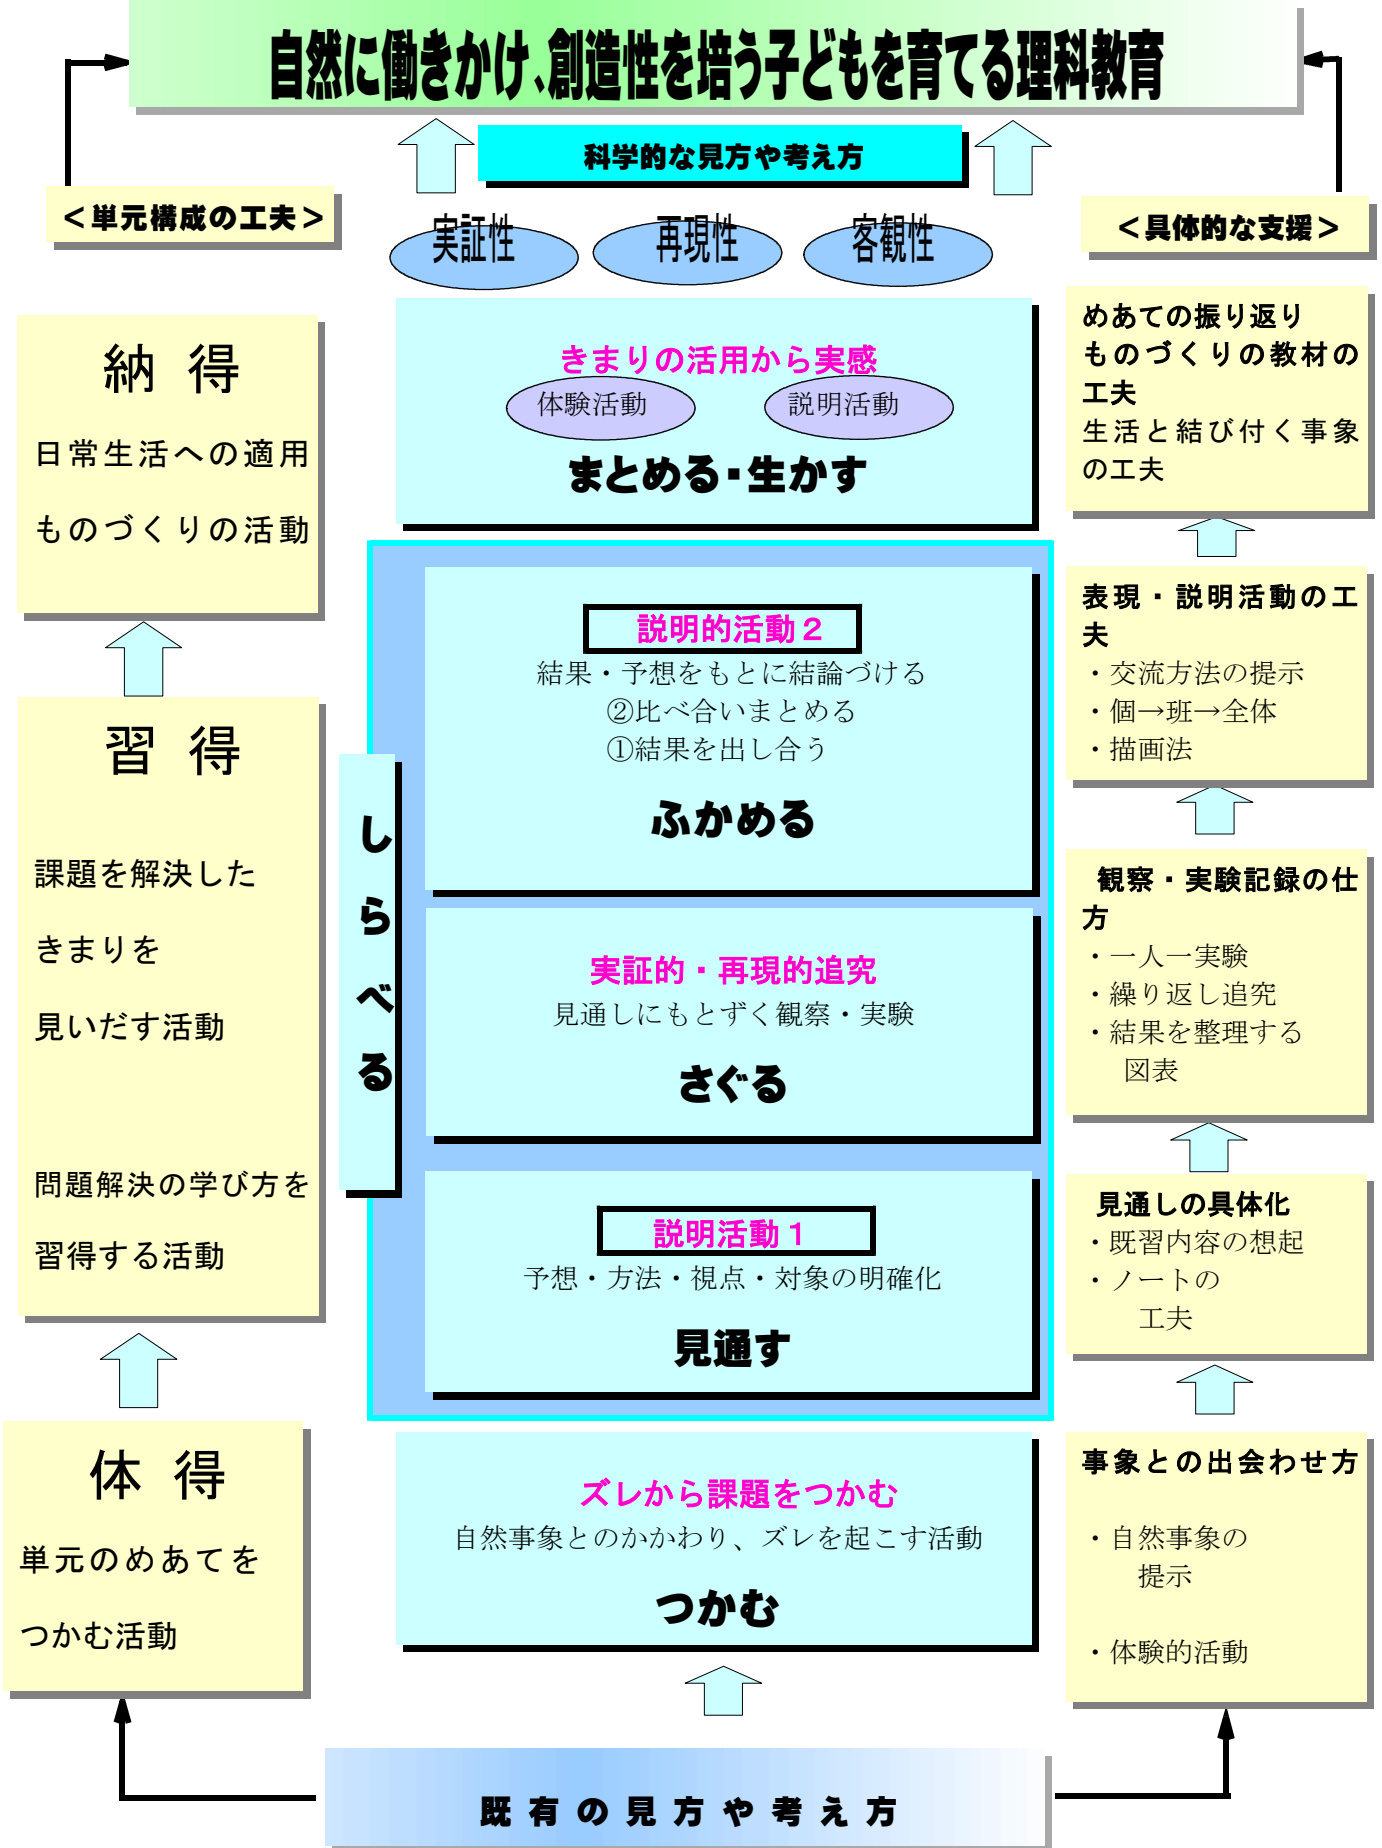 自然に働きかけ、創造性を培う子どもを育てる理科教育
科学的な見方や考え方
＜単元構成の工夫＞
＜具体的な支援＞
実証性
再現性
客観性
納 得
日常生活への適用
ものづくりの活動
習 得
課題を解決した
きまりを
見いだす活動
問題解決の学び方を
習得する活動
体 得
単元のめあてを
つかむ活動
きまりの活用から実感
体験活動
説明活動
まとめる・生かす
しらべる
説明的活動２
結果・予想をもとに結論づける
②比べ合いまとめる
①結果を出し合う
ふかめる
実証的・再現的追究
見通しにもとずく観察・実験
さぐる
説明活動１
予想・方法・視点・対象の明確化
見通す
ズレから課題をつかむ
自然事象とのかかわり、ズレを起こす活動
つかむ
めあての振り返り
ものづくりの教材の
工夫
生活と結び付く事象
の工夫
表現・説明活動の工
夫
・交流方法の提示
・個→班→全体
・描画法
観察・実験記録の仕
方
・一人一実験
・繰り返し追究
・結果を整理する
図表
見通しの具体化
・既習内容の想起
・ノートの
工夫
事象との出会わせ方
・自然事象の
提示
・体験的活動
既有の見方や考え方